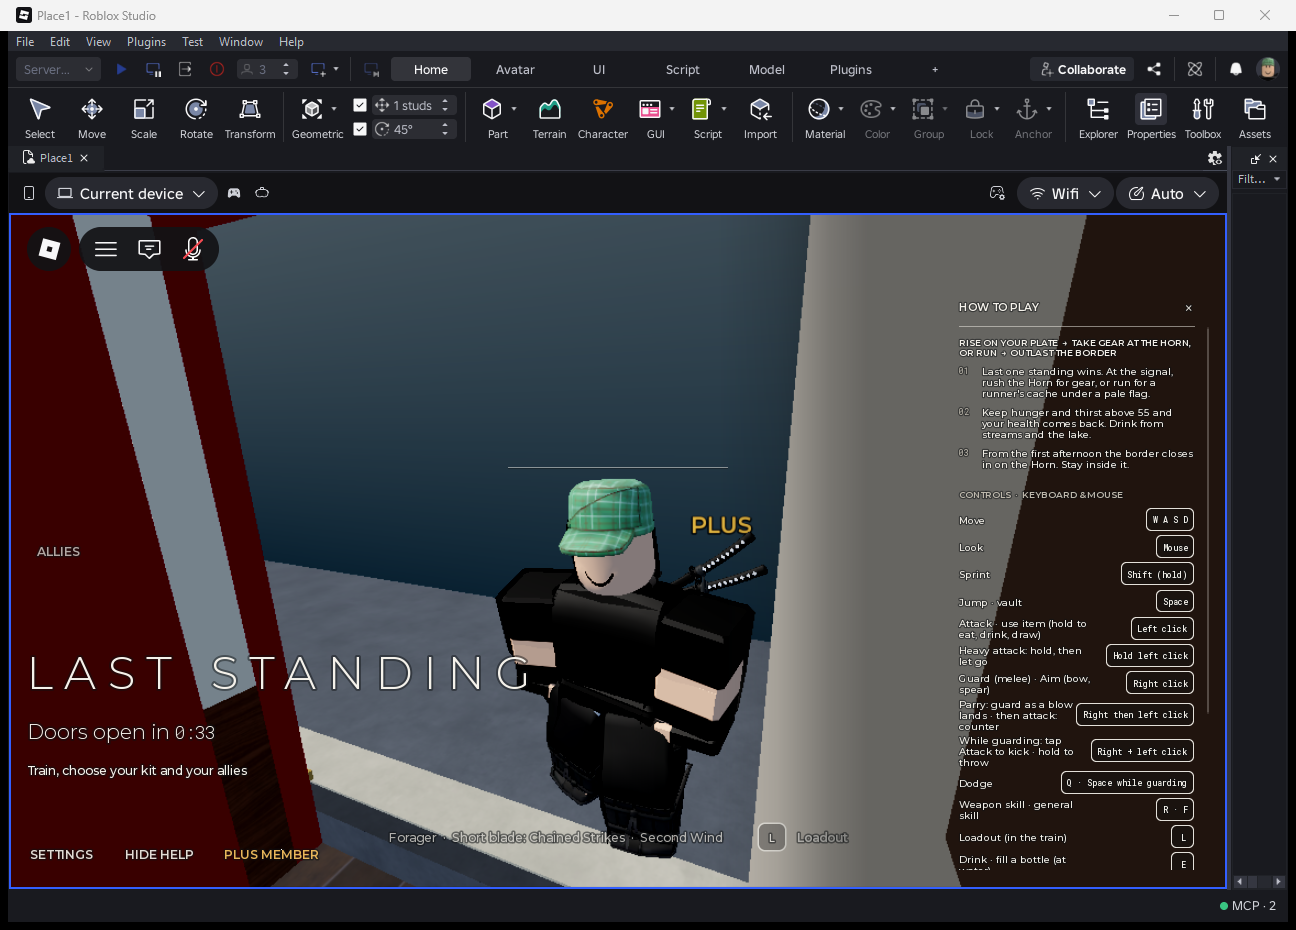 Place1 - Roblox Studio
File Edit View Plugins Test Window Help
Server... 3 Home Avatar UI Script Model Plugins + Collaborate
1 studs
45°
Select Move Scale Rotate Transform Geometric Part Terrain Character GUI Script Import Material Color Group Lock Anchor Explorer Properties Toolbox Assets
Place1
Filt...
Current device
Wifi
Auto
HOW TO PLAY ×
RISE ON YOUR PLATE → TAKE GEAR AT THE HORN,
OR RUN → OUTLAST THE BORDER
01 Last one standing wins. At the signal,
rush the Horn for gear, or run for a
runner's cache under a pale flag.
02 Keep hunger and thirst above 55 and
your health comes back. Drink from
streams and the lake.
03 From the first afternoon the border closes
in on the Horn. Stay inside it.
CONTROLS · KEYBOARD & MOUSE
Move W A S D
Look Mouse
Sprint Shift (hold)
Jump · vault Space
Attack · use item (hold to
eat, drink, draw) Left click
Heavy attack: hold, then
let go Hold left click
Guard (melee) · Aim (bow,
spear) Right click
Parry: guard as a blow
lands · then attack:
counter Right then left click
While guarding: tap
Attack to kick · hold to
throw Right + left click
Dodge Q · Space while guarding
Weapon skill · general
skill R · F
Loadout (in the train) L
Drink · fill a bottle (at
water) E
PLUS
ALLIES
LAST STANDING
Doors open in 0:33
Train, choose your kit and your allies
Forager · Short blade: Chained Strikes · Second Wind L Loadout
SETTINGS HIDE HELP PLUS MEMBER
MCP · 2